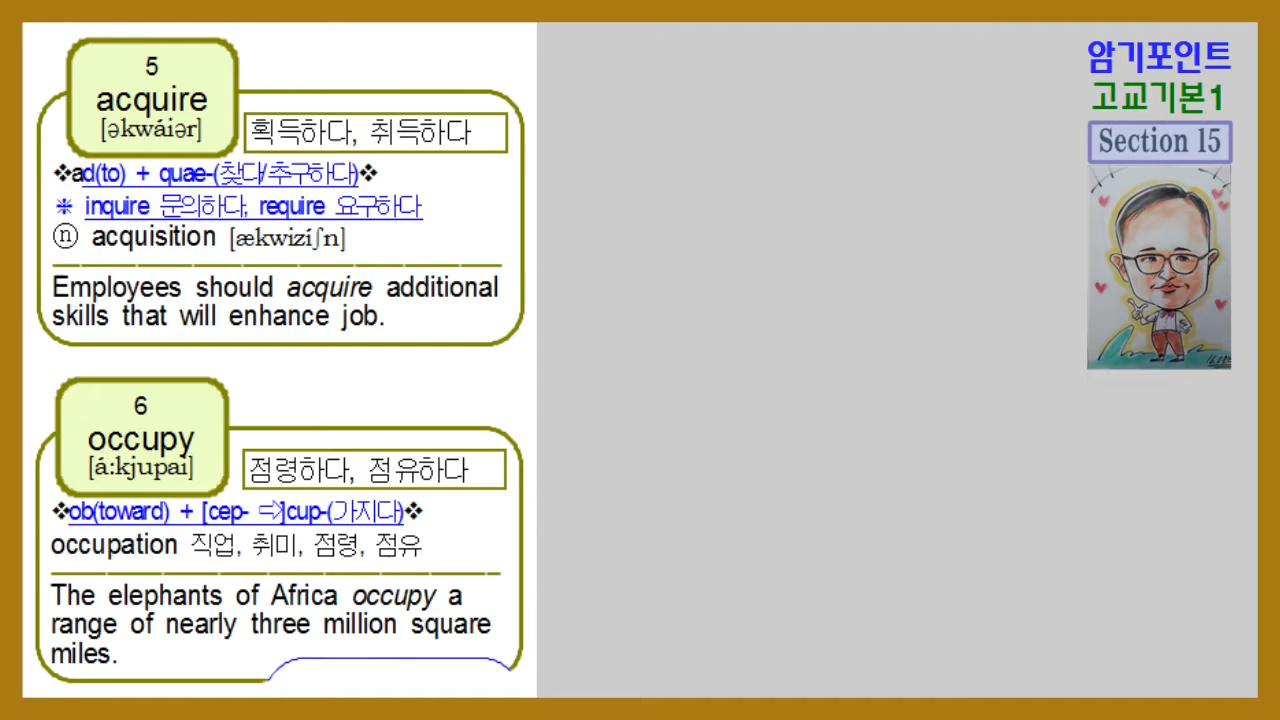 5
acquire
[əkwáiər]
획득하다, 취득하다
❖ad(to) + quae-(찾다/추구하다)❖
❈ inquire 문의하다, require 요구하다
ⓝ acquisition [ækwizíʃn]
Employees should acquire additional
skills that will enhance job.
6
occupy
[á:kjupai]
점령하다, 점유하다
❖ob(toward) + [cep- ⇨]cup-(가지다)❖
occupation 직업, 취미, 점령, 점유
The elephants of Africa occupy a
range of nearly three million square
miles.
암기포인트
고교기본1
Section 15